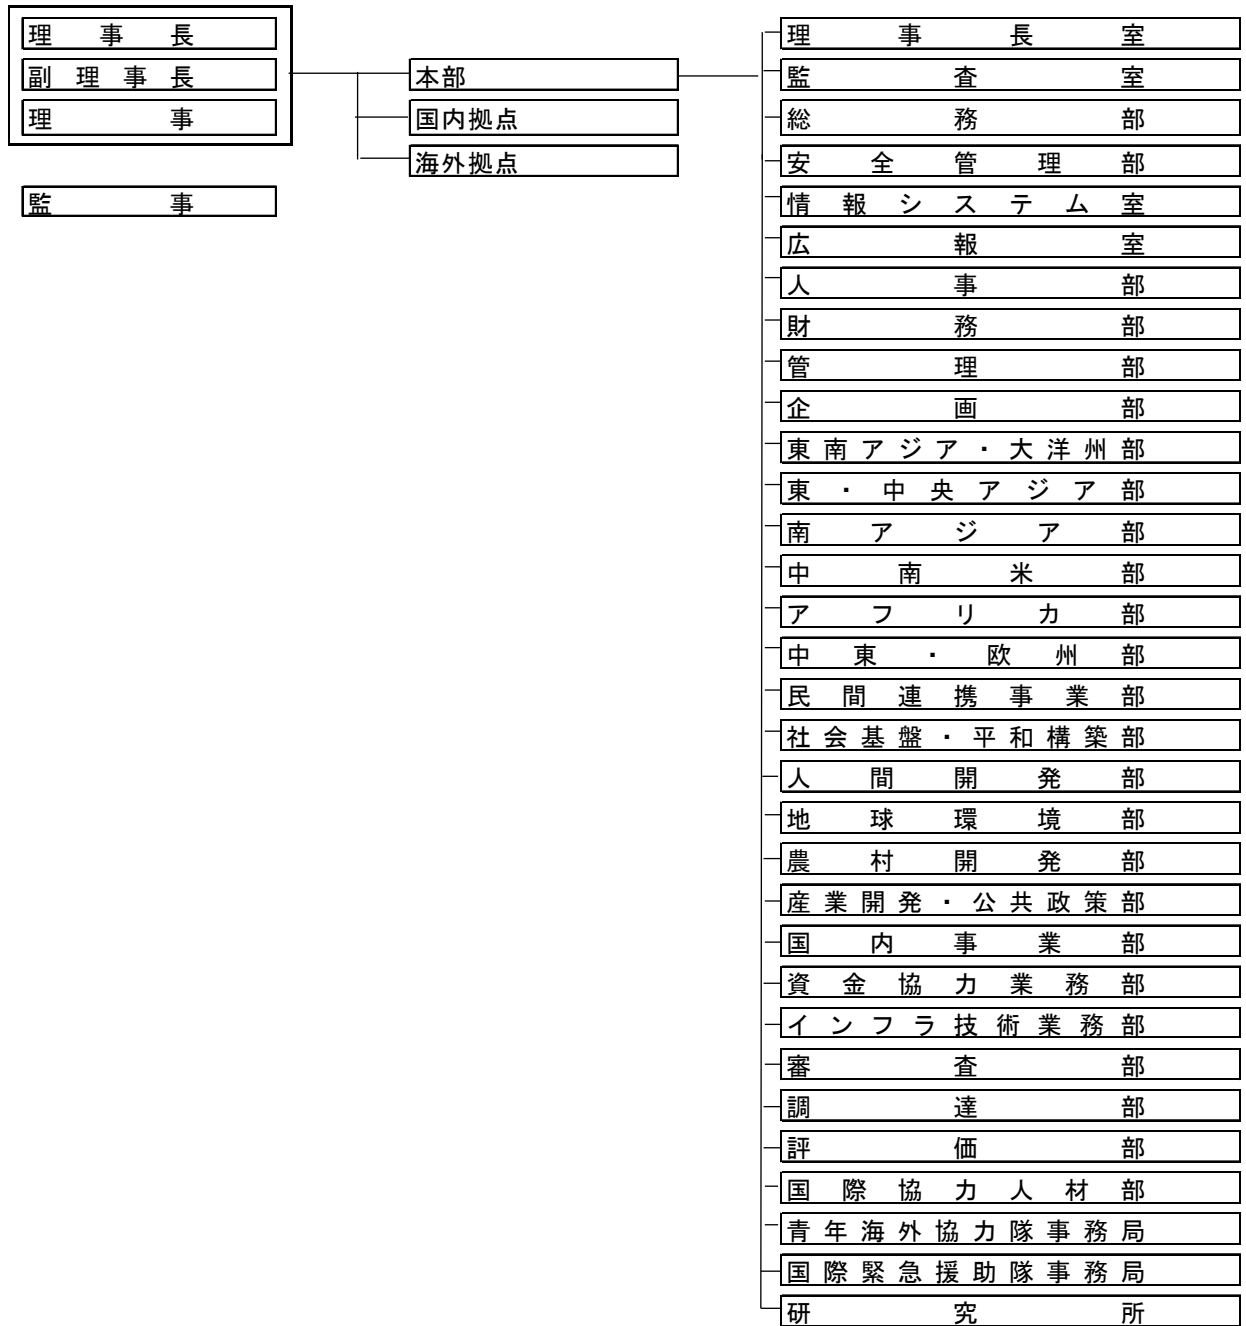 理事長
副理事長
理事
監事
本部
国内拠点
海外拠点
理事長室
監査室
総務部
安全管理部
情報システム室
広報室
人事部
財務部
管理部
企画部
東南アジア・大洋州部
東・中央アジア部
南アジア部
中南米部
アフリカ部
中東・欧州部
民間連携事業部
社会基盤・平和構築部
人間開発部
地球環境部
農村開発部
産業開発・公共政策部
国内事業部
資金協力業務部
インフラ技術業務部
審査部
調達部
評価部
国際協力人材部
青年海外協力隊事務局
国際緊急援助隊事務局
研究所